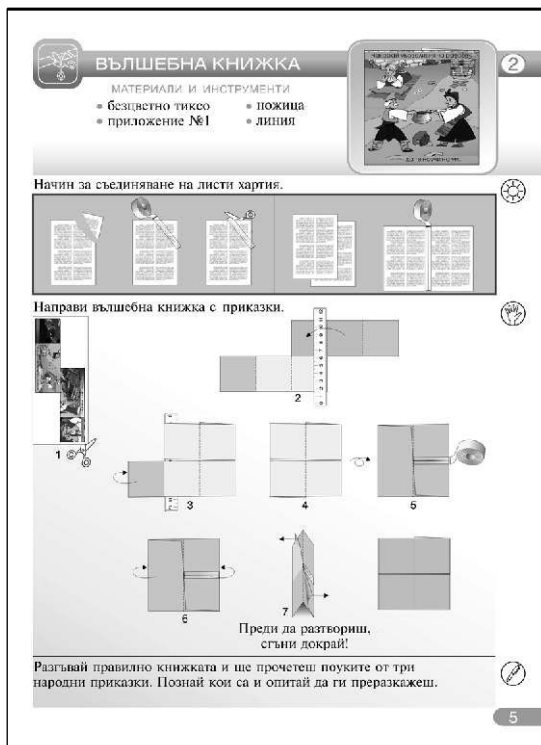 ВЪЛШЕБНА КНИЖКА
2
МАТЕРИАЛИ И ИНСТРУМЕНТИ
• безцветно тиксо
• ножица
• приложение №1
• линия
Начин за съединяване на листи хартия.
Направи вълшебна книжка с приказки.
1
2
3
4
5
6
7
Преди да разтвориш,
сгъни докрай!
Разгъвай правилно книжката и ще прочетеш поуките от три
народни приказки. Познай кои са и опитай да ги преразкажеш.
5